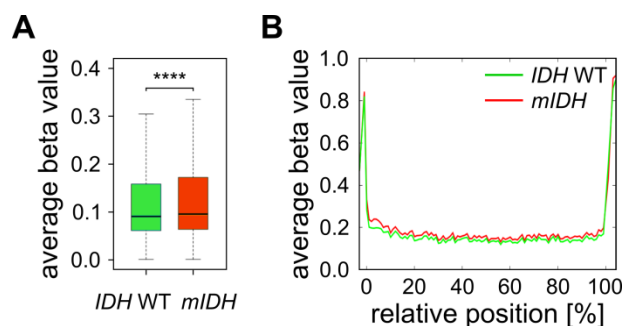 A
average beta value
0.4
0.3
0.2
0.1
0.0
****
IDH WT
mIDH
B
average beta value
1.0
0.8
0.6
0.4
0.2
0.0
IDH WT
mIDH
0 20 40 60 80 100
relative position [%]